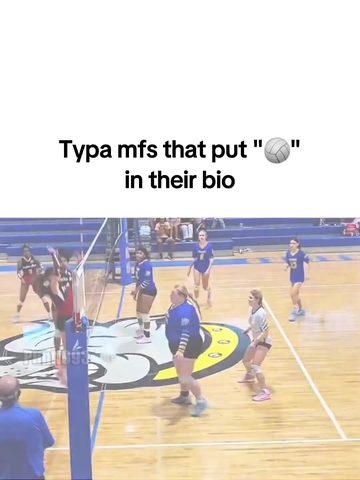 Typa mfs that put "🏐"
in their bio